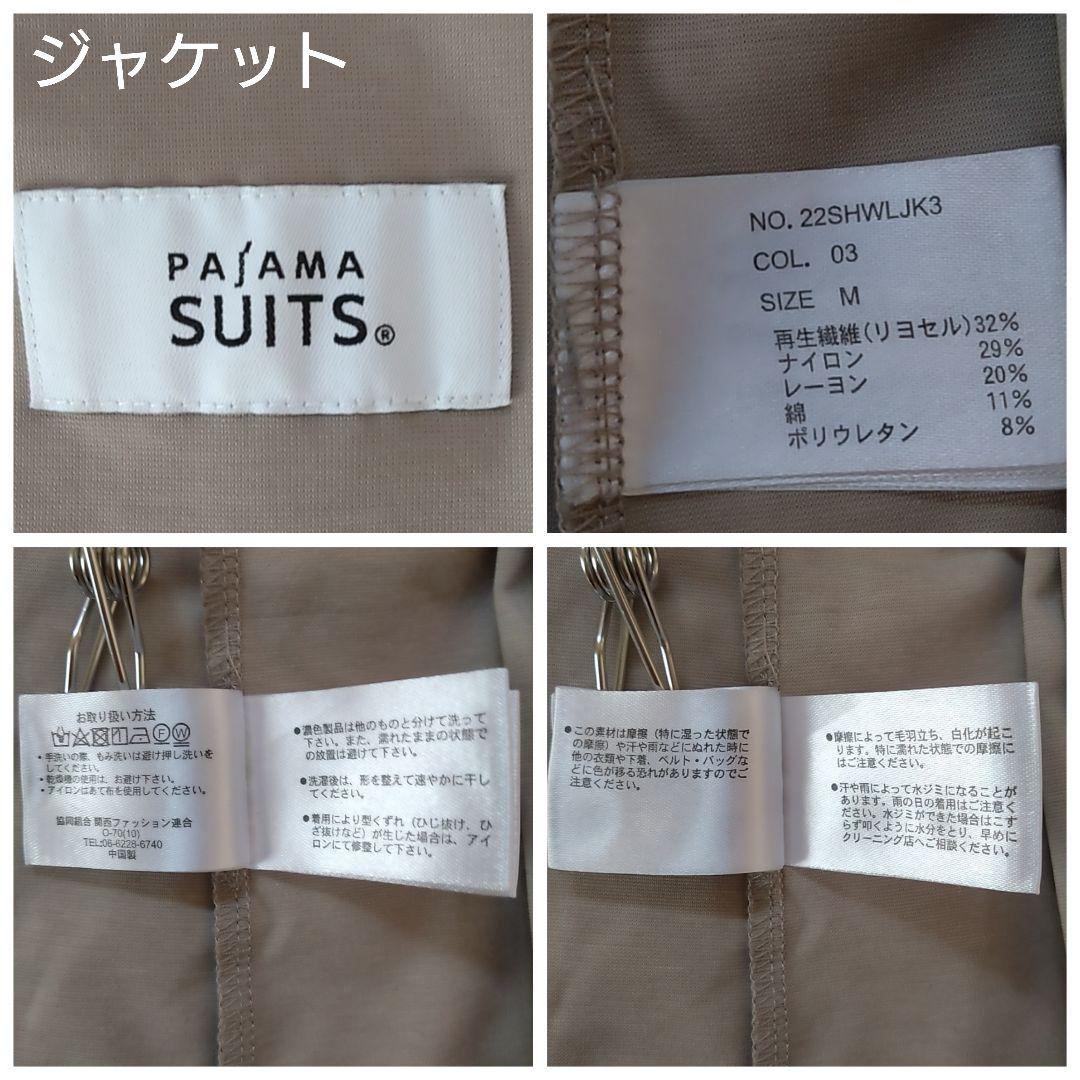 ジャケット
PAJAMA
SUITS®
NO. 22SHWLJK3
COL. 03
SIZE M
再生繊維(リヨセル)32%
ナイロン 29%
レーヨン 20%
綿 11%
ポリウレタン 8%
お取り扱い方法
F W
・手洗いの際、もみ洗いは避け押し洗いを
してください。
・乾燥機の使用は、お避け下さい。
・アイロンはあて布を使用してください。
協同組合 関西ファッション連合
O-70(10)
TEL:06-6228-6740
中国製
●濃色製品は他のものと分けて洗って
下さい。また、濡れたままの状態で
の放置は避けて下さい。
●洗濯後は、形を整えて速やかに干し
てください。
●着用により型くずれ（ひじ抜け、ひ
ざ抜けなど）が生じた場合は、アイ
ロンにて修整して下さい。
●この素材は摩擦（特に湿った状態で
の摩擦）や汗や雨などにぬれた時に
他の衣類や下着、ベルト・バッグな
どに色が移る恐れがありますのでご
注意ください。
●摩擦によって毛羽立ち、白化が起こ
ります。特に濡れた状態での摩擦に
はご注意ください。
●汗や雨によって水ジミになることが
あります。雨の日の着用はご注意く
ださい。水ジミができた場合はこす
らず叩くように水分をとり、早めに
クリーニング店へご相談ください。